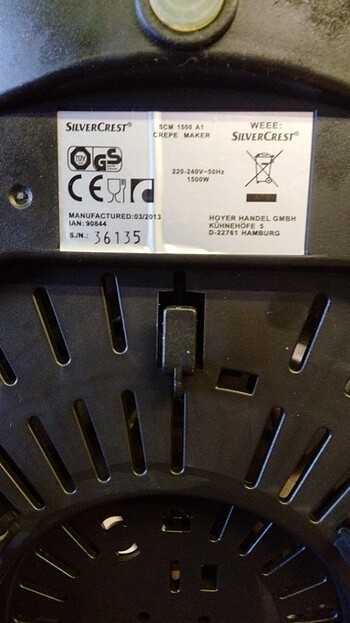 SILVERCREST®
SCM 1500 A1
CREPE MAKER
WEEE:
SILVERCREST®
GS
CE
220-240V~50Hz
1500W
MANUFACTURED:03/2013
IAN: 90844
S./N.: 36135
HOYER HANDEL GMBH
KÜHNEHÖFE 5
D-22761 HAMBURG